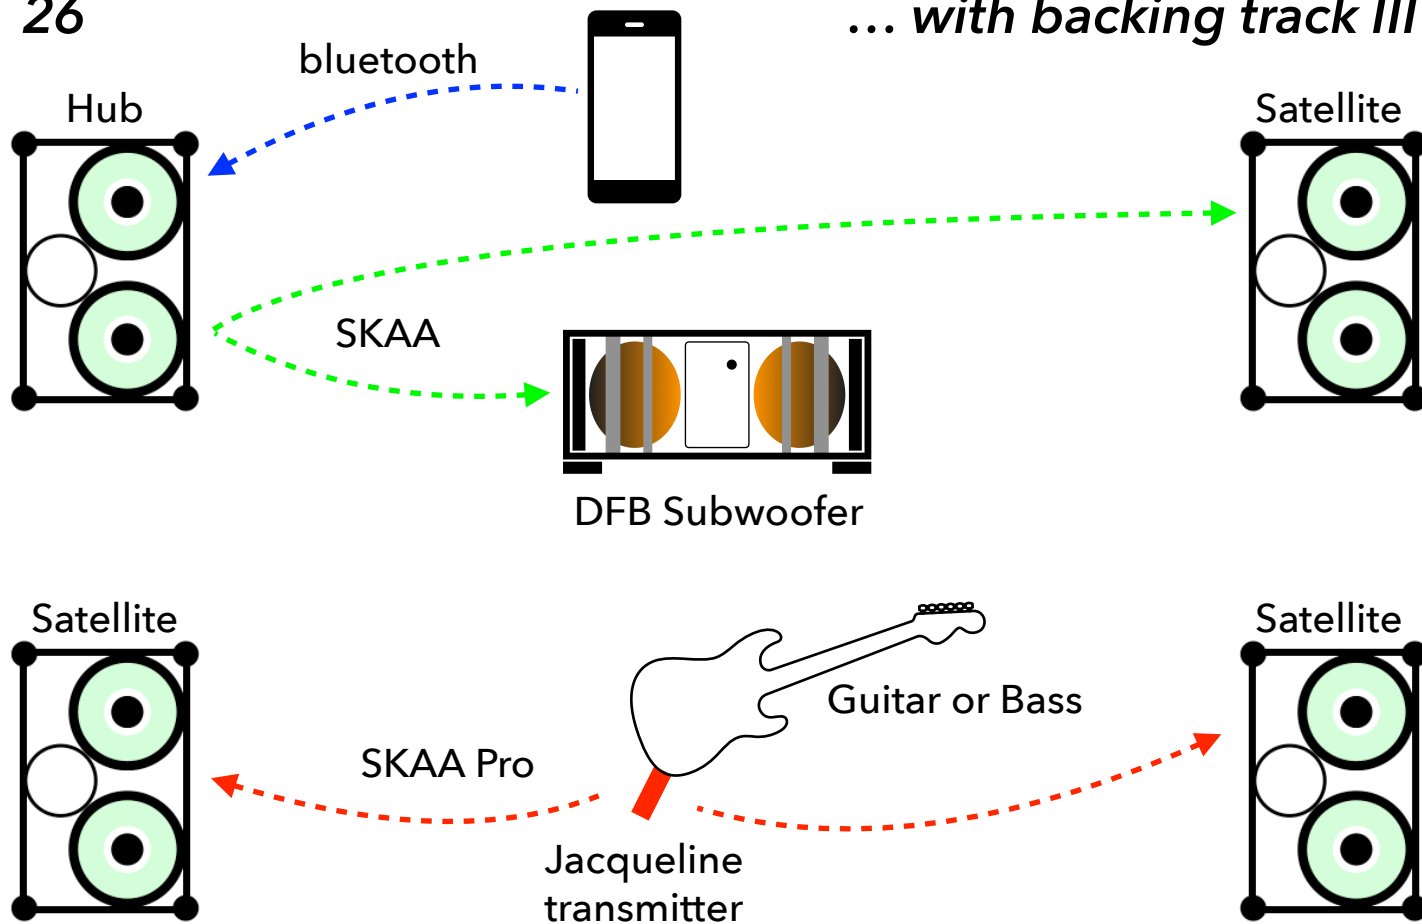 26
... with backing track III
bluetooth
Hub
Satellite
SKAA
DFB Subwoofer
Satellite
Satellite
Guitar or Bass
SKAA Pro
Jacqueline
transmitter